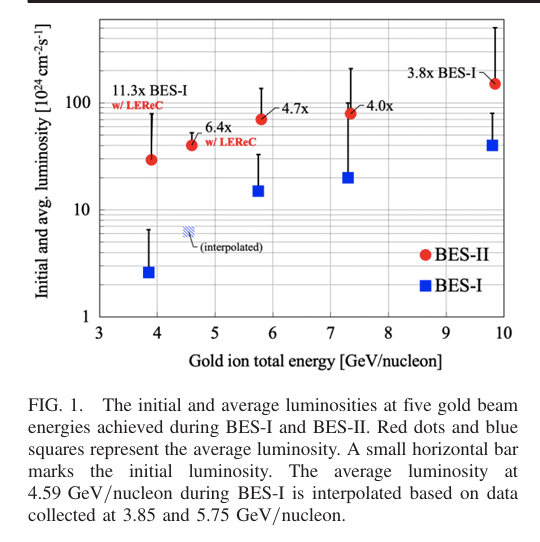 Initial and avg. luminosity [10²⁴ cm⁻²s⁻¹]
100
10
1
11.3x BES-I
w/ LEReC
6.4x
w/ LEReC
4.7x
4.0x
3.8x BES-I
(interpolated)
BES-II
BES-I
3 4 5 6 7 8 9 10
Gold ion total energy [GeV/nucleon]
FIG. 1. The initial and average luminosities at five gold beam
energies achieved during BES-I and BES-II. Red dots and blue
squares represent the average luminosity. A small horizontal bar
marks the initial luminosity. The average luminosity at
4.59 GeV/nucleon during BES-I is interpolated based on data
collected at 3.85 and 5.75 GeV/nucleon.